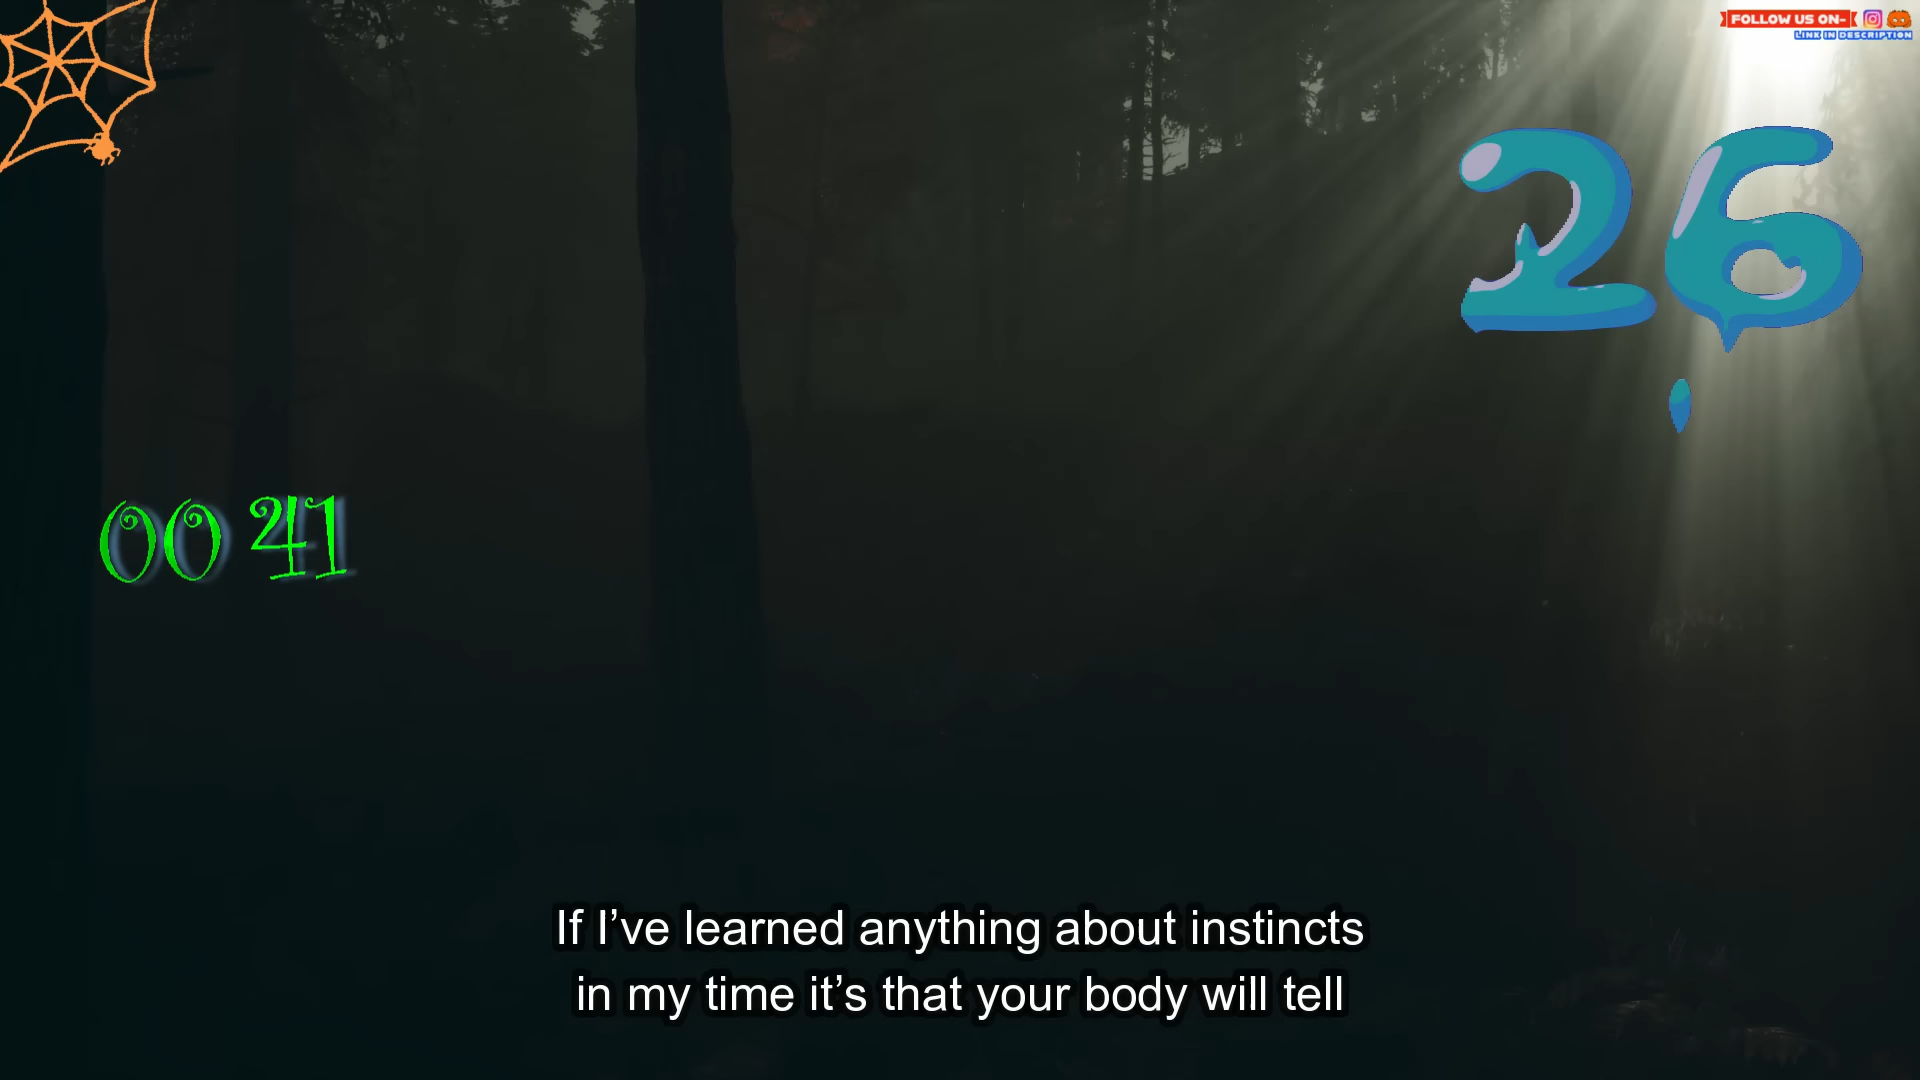 FOLLOW US ON-
LINK IN DESCRIPTION
26
00 41
If I’ve learned anything about instincts
in my time it’s that your body will tell